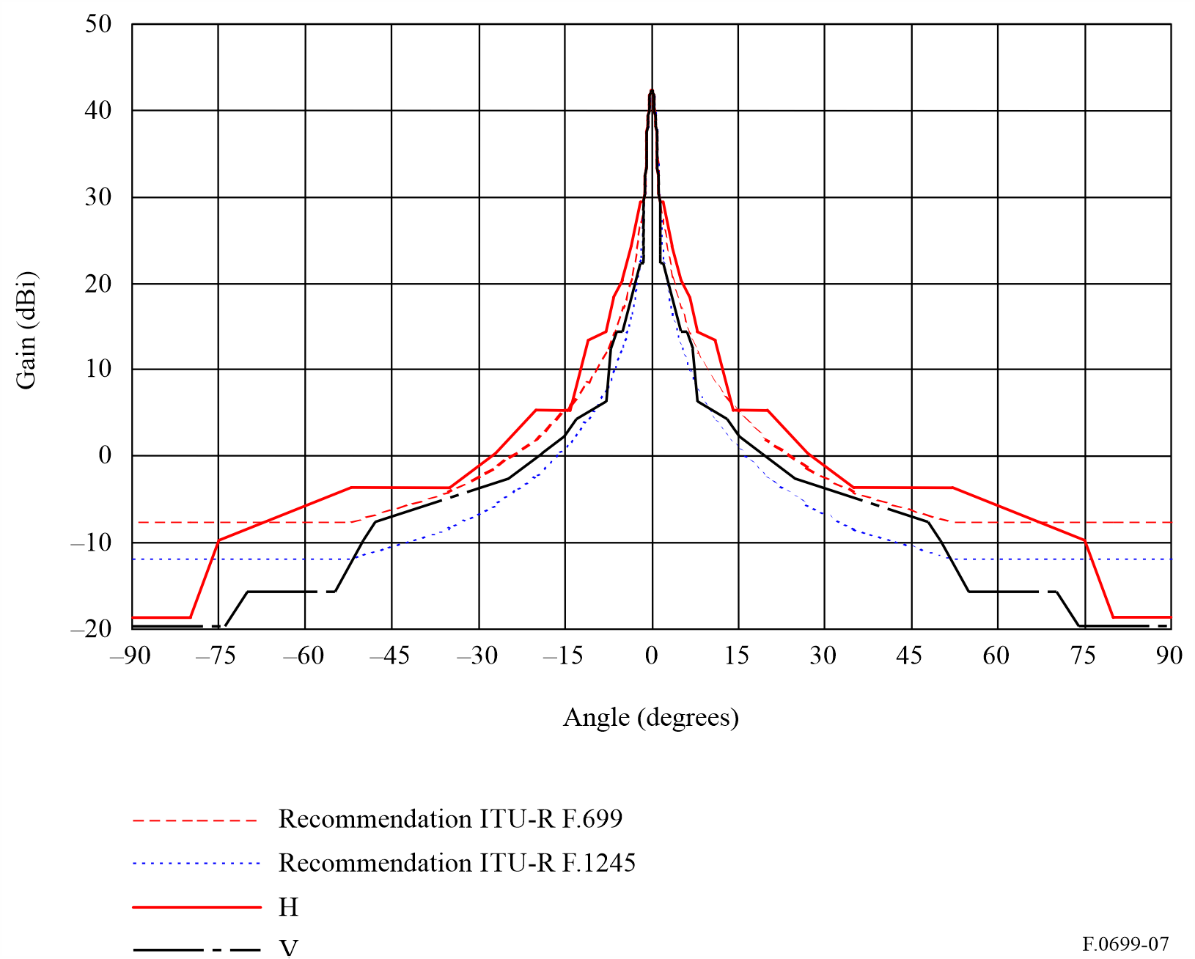 50
40
30
20
10
0
–10
–20
Gain (dBi)
–90 –75 –60 –45 –30 –15 0 15 30 45 60 75 90
Angle (degrees)
Recommendation ITU-R F.699
Recommendation ITU-R F.1245
H
V
F.0699-07